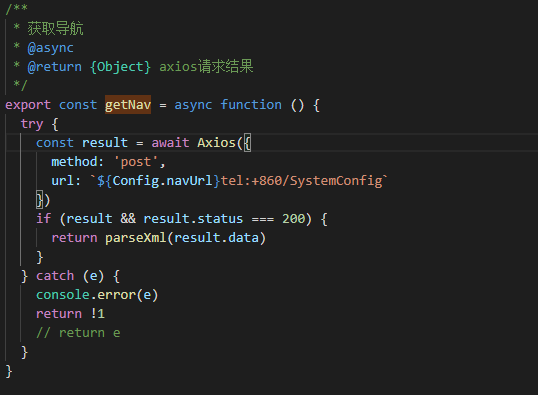 /**
 * 获取导航
 * @async
 * @return {Object} axios请求结果
 */
export const getNav = async function () {
  try {
    const result = await Axios({
      method: 'post',
      url: `${Config.navUrl}tel:+860/SystemConfig`
    })
    if (result && result.status === 200) {
      return parseXml(result.data)
    }
  } catch (e) {
    console.error(e)
    return !1
    // return e
  }
}